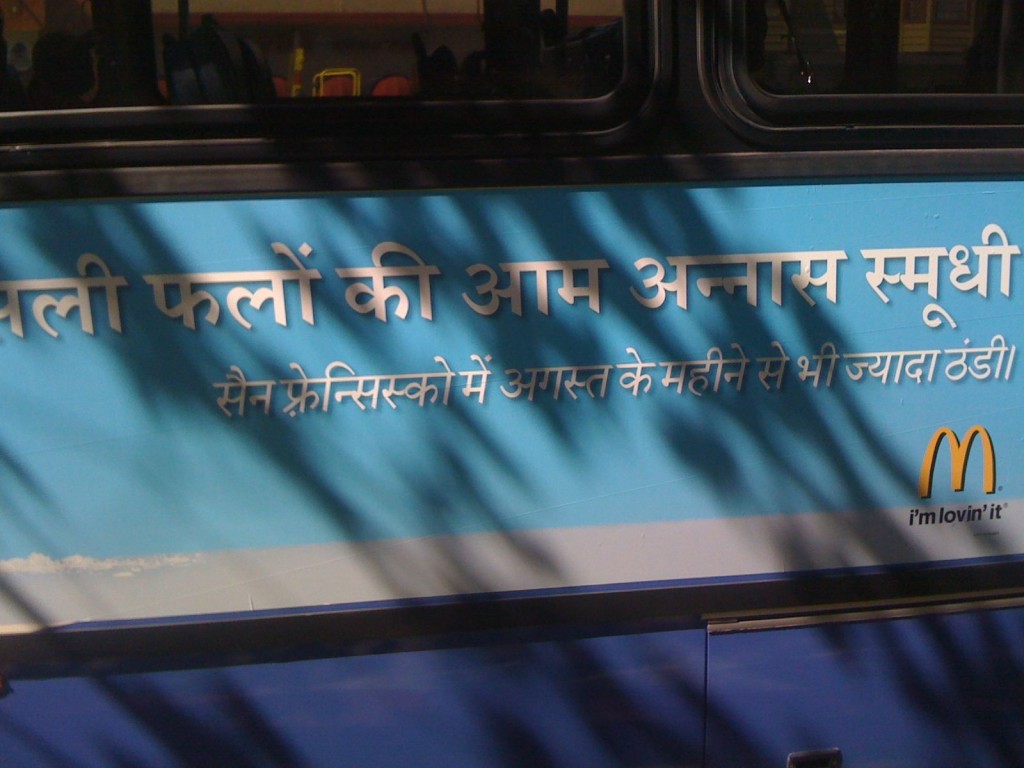 फलों की आम अन्नास स्मूधी
सैन फ्रेन्सिस्को में अगस्त के महीने से भी ज्यादा ठंडी।
i'm lovin' it